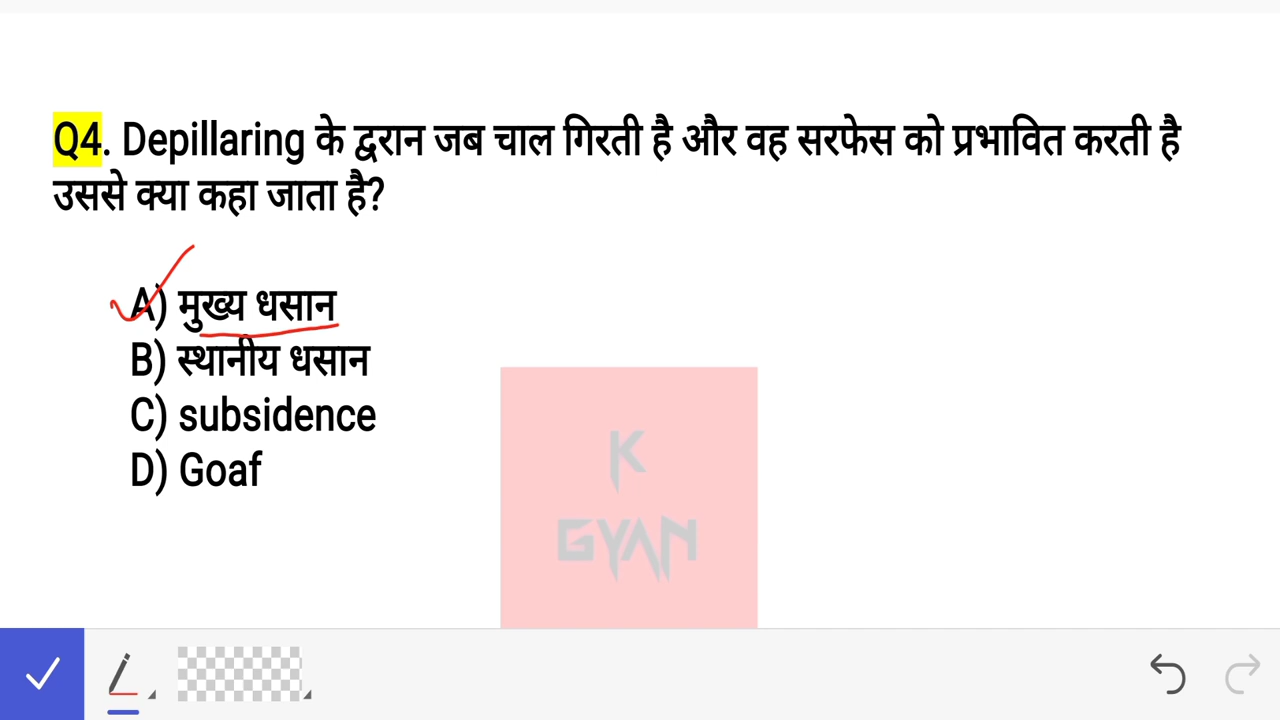 Q4. Depillaring के द्वरान जब चाल गिरती है और वह सरफेस को प्रभावित करती है
उससे क्या कहा जाता है?
A) मुख्य धसान
B) स्थानीय धसान
C) subsidence
D) Goaf
K
GYAN